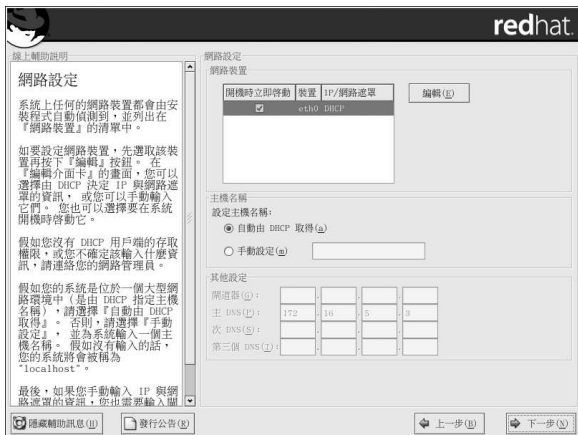 redhat.
線上輔助說明
網路設定
系統上任何的網路裝置都會由安
裝程式自動偵測到，並列出在
『網路裝置』的清單中。
如要設定網路裝置，先選取該裝
置再按下『編輯』按鈕。 在
『編輯介面卡』的畫面，您可以
選擇由 DHCP 決定 IP 與網路遮
罩的資訊， 或您可以手動輸入
它們。 您也可以選擇要在系統
開機時啓動它。
假如您沒有 DHCP 用戶端的存取
權限，或您不確定該輸入什麼資
訊，請連絡您的網路管理員。
假如您的系統是位於一個大型網
路環境中（是由 DHCP 指定主機
名稱），請選擇『自動由 DHCP
取得』。 否則，請選擇『手動
設定』， 並為系統輸入一個主
機名稱。 假如沒有輸入的話，
您的系統將會被稱為
"localhost"。
最後，如果您手動輸入 IP 與網
路遮罩的資訊，您也需要輸入閘
網路設定
網路裝置
開機時立即啓動 裝置 IP/網路遮罩
eth0 DHCP
編輯(E)
主機名稱
設定主機名稱：
自動由 DHCP 取得(a)
手動設定(m)
其他設定
閘道器(G)：
主 DNS(P)： 172 . 16 . 5 . 3
次 DNS(S)：
第三個 DNS(T)：
隱藏輔助訊息(H)
發行公告(R)
上一步(B)
下一步(N)